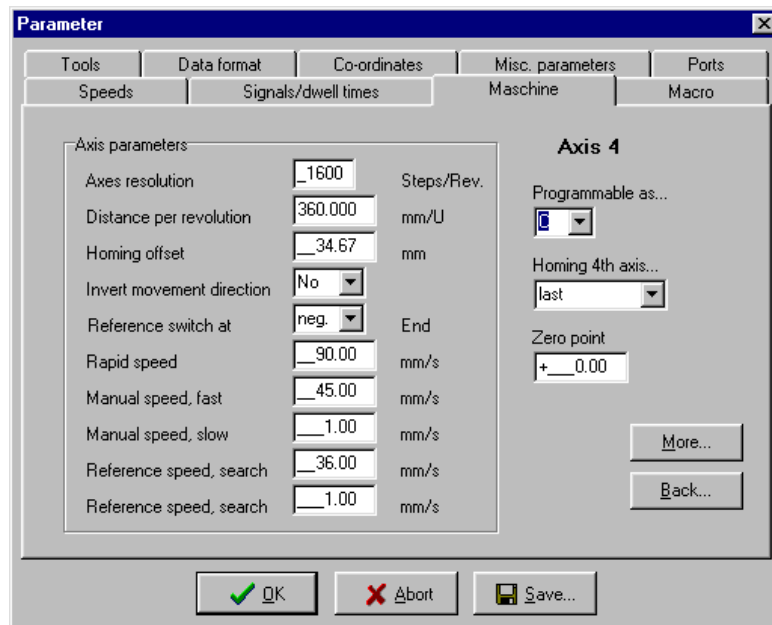 Parameter
Tools Data format Co-ordinates Misc. parameters Ports
Speeds Signals/dwell times Maschine Macro
Axis parameters
Axes resolution _1600 Steps/Rev.
Distance per revolution 360.000 mm/U
Homing offset __34.67 mm
Invert movement direction No
Reference switch at neg. End
Rapid speed __90.00 mm/s
Manual speed, fast __45.00 mm/s
Manual speed, slow ___1.00 mm/s
Reference speed, search __36.00 mm/s
Reference speed, search ___1.00 mm/s
Axis 4
Programmable as...
Homing 4th axis...
last
Zero point
+___0.00
More...
Back...
OK Abort Save...